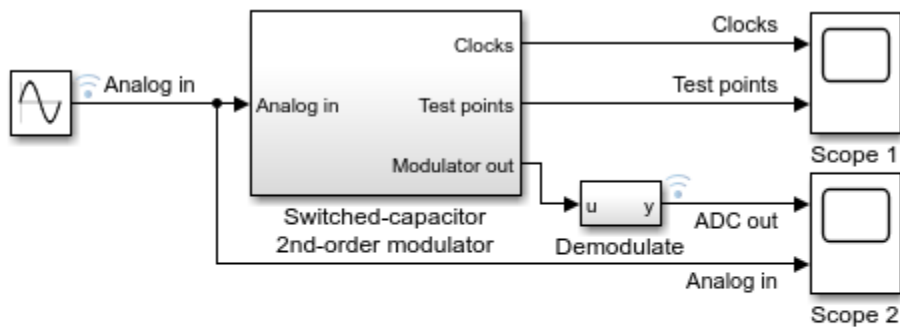 Clocks
Clocks
Analog in
Analog in
Test points
Test points
Modulator out
Scope 1
Switched-capacitor
2nd-order modulator
u
y
Demodulate
ADC out
Analog in
Scope 2